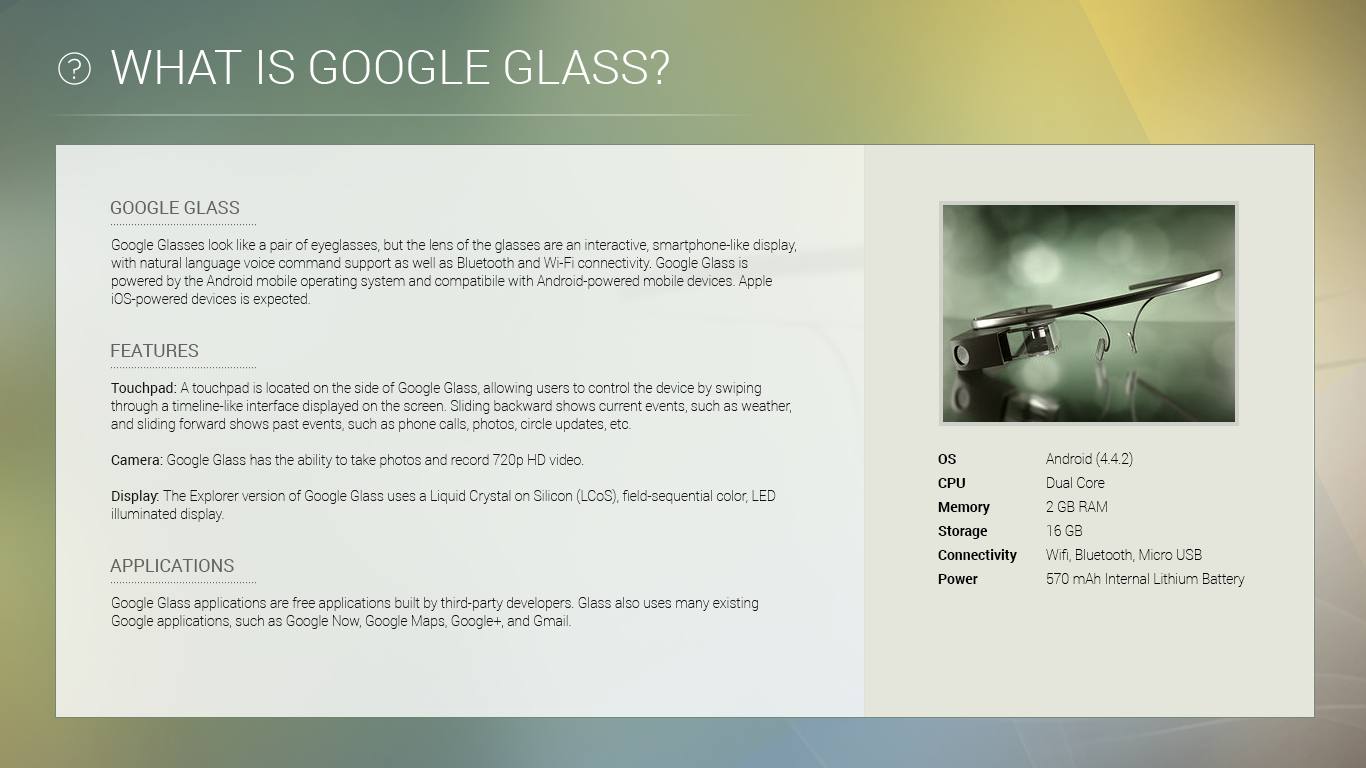 WHAT IS GOOGLE GLASS?
GOOGLE GLASS
Google Glasses look like a pair of eyeglasses, but the lens of the glasses are an interactive, smartphone-like display,
with natural language voice command support as well as Bluetooth and Wi-Fi connectivity. Google Glass is
powered by the Android mobile operating system and compatibile with Android-powered mobile devices. Apple
iOS-powered devices is expected.
FEATURES
Touchpad: A touchpad is located on the side of Google Glass, allowing users to control the device by swiping
through a timeline-like interface displayed on the screen. Sliding backward shows current events, such as weather,
and sliding forward shows past events, such as phone calls, photos, circle updates, etc.
Camera: Google Glass has the ability to take photos and record 720p HD video.
Display: The Explorer version of Google Glass uses a Liquid Crystal on Silicon (LCoS), field-sequential color, LED
illuminated display.
APPLICATIONS
Google Glass applications are free applications built by third-party developers. Glass also uses many existing
Google applications, such as Google Now, Google Maps, Google+, and Gmail.
OS Android (4.4.2)
CPU Dual Core
Memory 2 GB RAM
Storage 16 GB
Connectivity Wifi, Bluetooth, Micro USB
Power 570 mAh Internal Lithium Battery